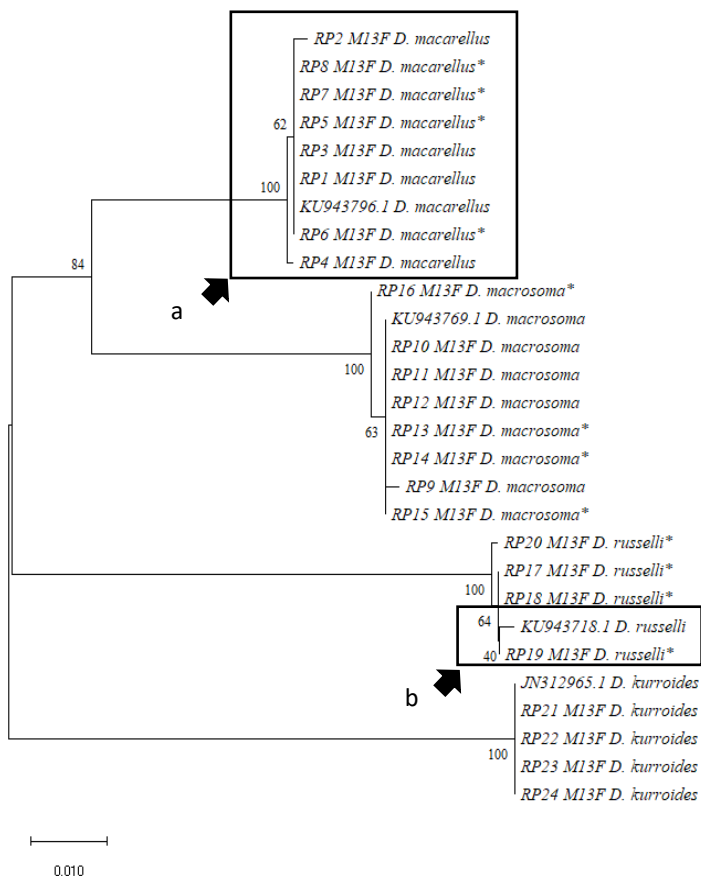 RP2 M13F D. macarellus
RP8 M13F D. macarellus*
RP7 M13F D. macarellus*
62 RP5 M13F D. macarellus*
RP3 M13F D. macarellus
100 RP1 M13F D. macarellus
KU943796.1 D. macarellus
RP6 M13F D. macarellus*
84 RP4 M13F D. macarellus
RP16 M13F D. macrosoma*
a
KU943769.1 D. macrosoma
RP10 M13F D. macrosoma
100 RP11 M13F D. macrosoma
RP12 M13F D. macrosoma
63 RP13 M13F D. macrosoma*
RP14 M13F D. macrosoma*
RP9 M13F D. macrosoma
RP15 M13F D. macrosoma*
RP20 M13F D. russelli*
RP17 M13F D. russelli*
100 RP18 M13F D. russelli*
64 KU943718.1 D. russelli
40 RP19 M13F D. russelli*
JN312965.1 D. kurroides
b
RP21 M13F D. kurroides
RP22 M13F D. kurroides
100 RP23 M13F D. kurroides
RP24 M13F D. kurroides
0.010